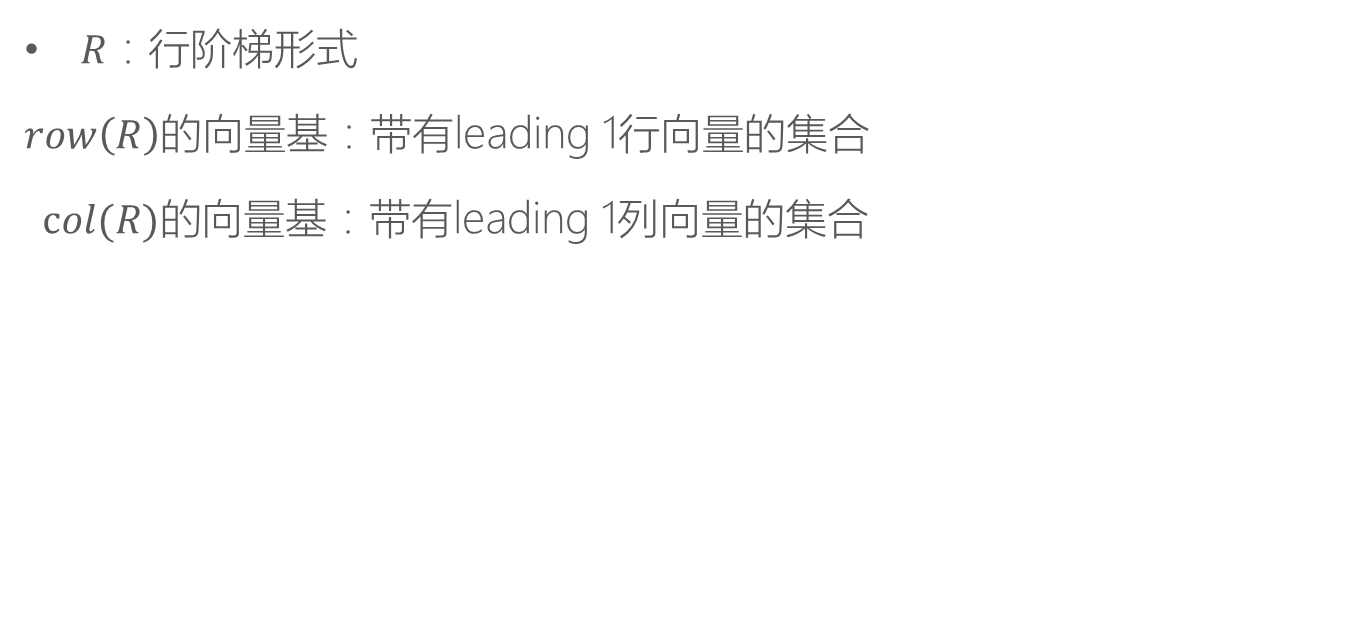 • R：行阶梯形式
row(R)的向量基：带有leading 1行向量的集合
col(R)的向量基：带有leading 1列向量的集合